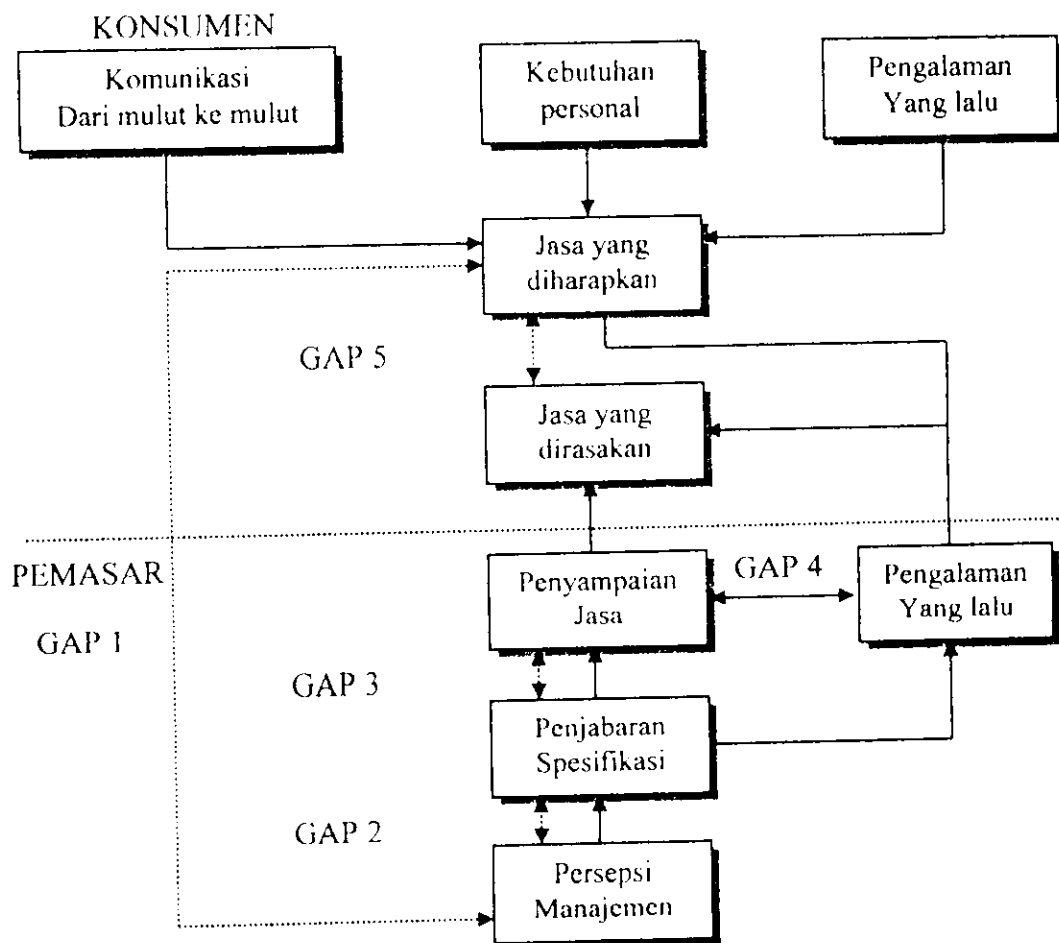 KONSUMEN
Komunikasi
Dari mulut ke mulut
Kebutuhan
personal
Pengalaman
Yang lalu
Jasa yang
diharapkan
GAP 5
Jasa yang
dirasakan
PEMASAR
GAP 1
Penyampaian
Jasa
GAP 4
Pengalaman
Yang lalu
GAP 3
Penjabaran
Spesifikasi
GAP 2
Persepsi
Manajemen